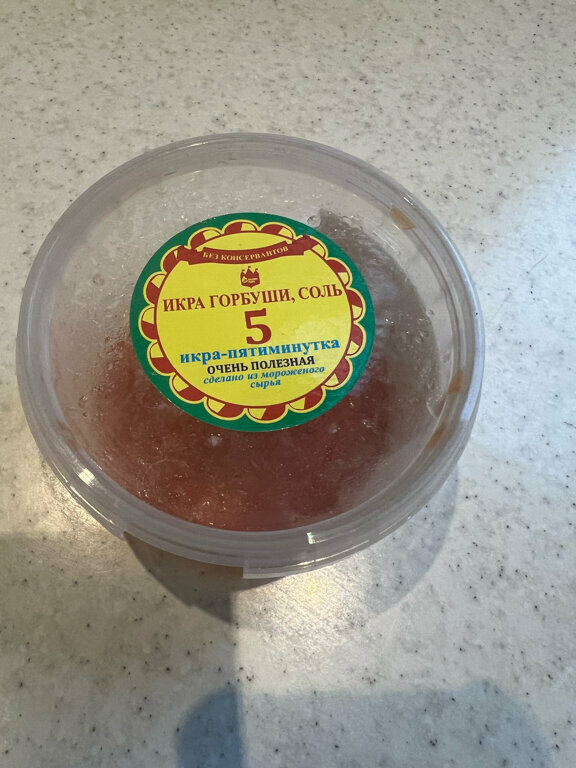 БЕЗ КОНСЕРВАНТОВ
ИКРА ГОРБУШИ, СОЛЬ
5
икра-пятиминутка
ОЧЕНЬ ПОЛЕЗНАЯ
сделано из мороженого
сырья